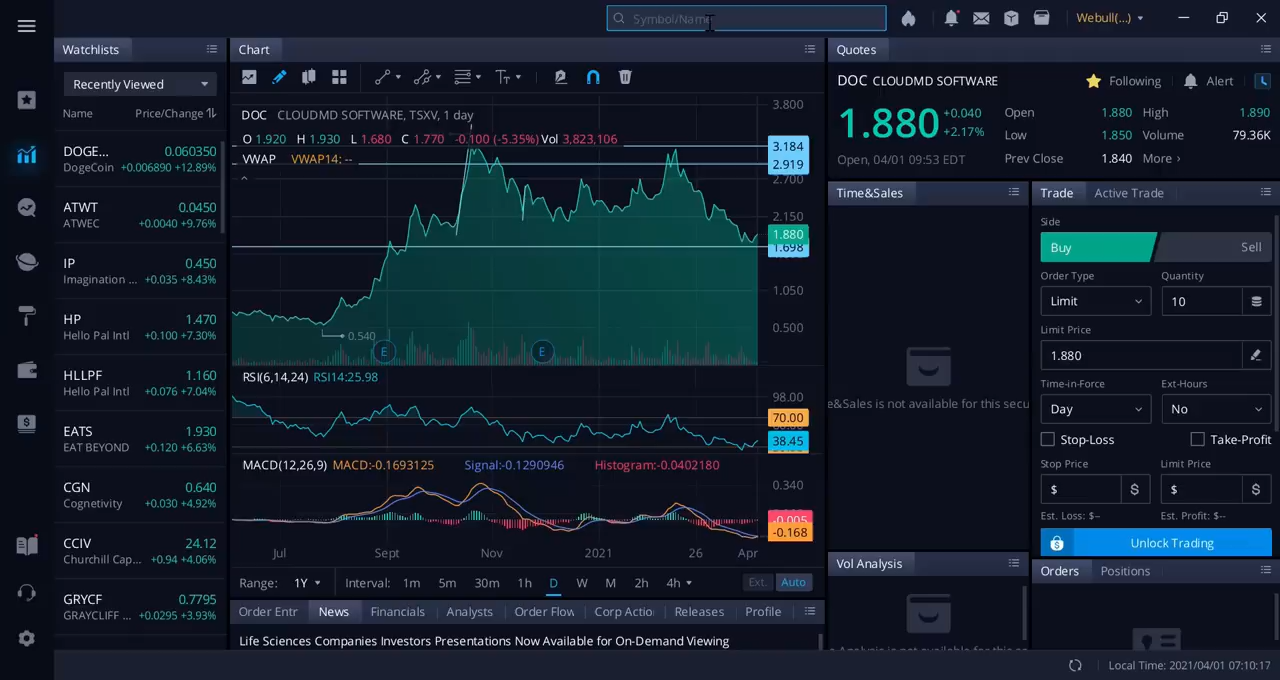 Symbol/Name
Webull(...)
Watchlists
Recently Viewed
Name Price/Change
DOGE... 0.060350
DogeCoin +0.006890 +12.89%
ATWT 0.0450
ATWEC +0.0040 +9.76%
IP 0.450
Imagination ... +0.035 +8.43%
HP 1.470
Hello Pal Intl +0.100 +7.30%
HLLPF 1.160
Hello Pal Intl +0.076 +7.04%
EATS 1.930
EAT BEYOND +0.120 +6.63%
CGN 0.640
Cognetivity +0.030 +4.92%
CCIV 24.12
Churchill Cap... +0.94 +4.06%
GRYCF 0.7795
GRAYCLIFF ... +0.0295 +3.93%
Chart
DOC CLOUDMD SOFTWARE, TSXV, 1 day
O 1.920 H 1.930 L 1.680 C 1.770 -0.100 (-5.35%) Vol 3,823,106
VWAP VWAP14: --
3.800
3.184
2.919
2.700
2.150
1.880
1.698
1.050
0.500
0.540
E E
RSI(6,14,24) RSI14:25.98
98.00
70.00
38.45
MACD(12,26,9) MACD:-0.1693125 Signal:-0.1290946 Histogram:-0.0402180
0.340
-0.005
-0.168
Jul Sept Nov 2021 26 Apr
Range: 1Y Interval: 1m 5m 30m 1h D W M 2h 4h Ext. Auto
Order Entr News Financials Analysts Order Flow Corp Actio Releases Profile
Life Sciences Companies Investors Presentations Now Available for On-Demand Viewing
Quotes
DOC CLOUDMD SOFTWARE Following Alert
1.880 +0.040 +2.17%
Open, 04/01 09:53 EDT
Open 1.880 High 1.890
Low 1.850 Volume 79.36K
Prev Close 1.840 More ›
Time&Sales
e&Sales is not available for this secu
Vol Analysis
Trade Active Trade
Side
Buy Sell
Order Type Quantity
Limit 10
Limit Price
1.880
Time-in-Force Ext-Hours
Day No
Stop-Loss Take-Profit
Stop Price Limit Price
$ $ $ $
Est. Loss: $-- Est. Profit: $--
Unlock Trading
Orders Positions
Local Time: 2021/04/01 07:10:17